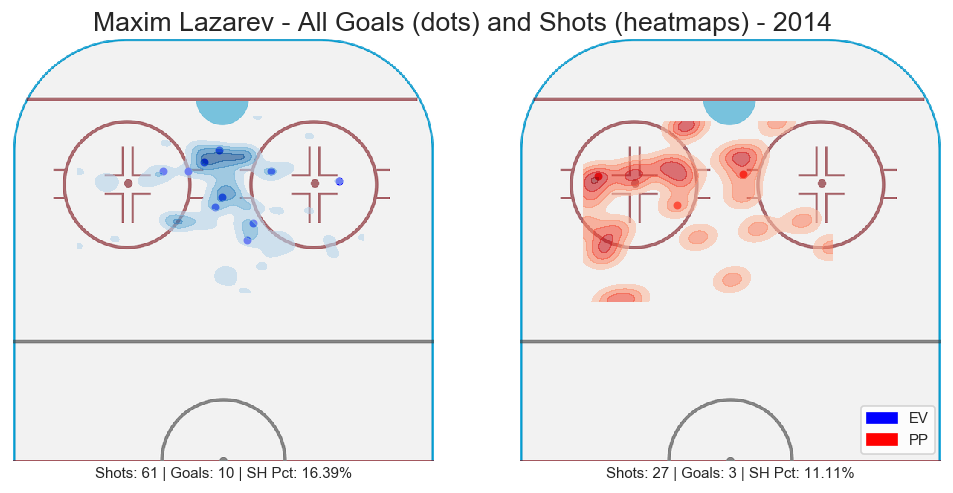 Maxim Lazarev - All Goals (dots) and Shots (heatmaps) - 2014
EV
PP
Shots: 61 | Goals: 10 | SH Pct: 16.39%
Shots: 27 | Goals: 3 | SH Pct: 11.11%